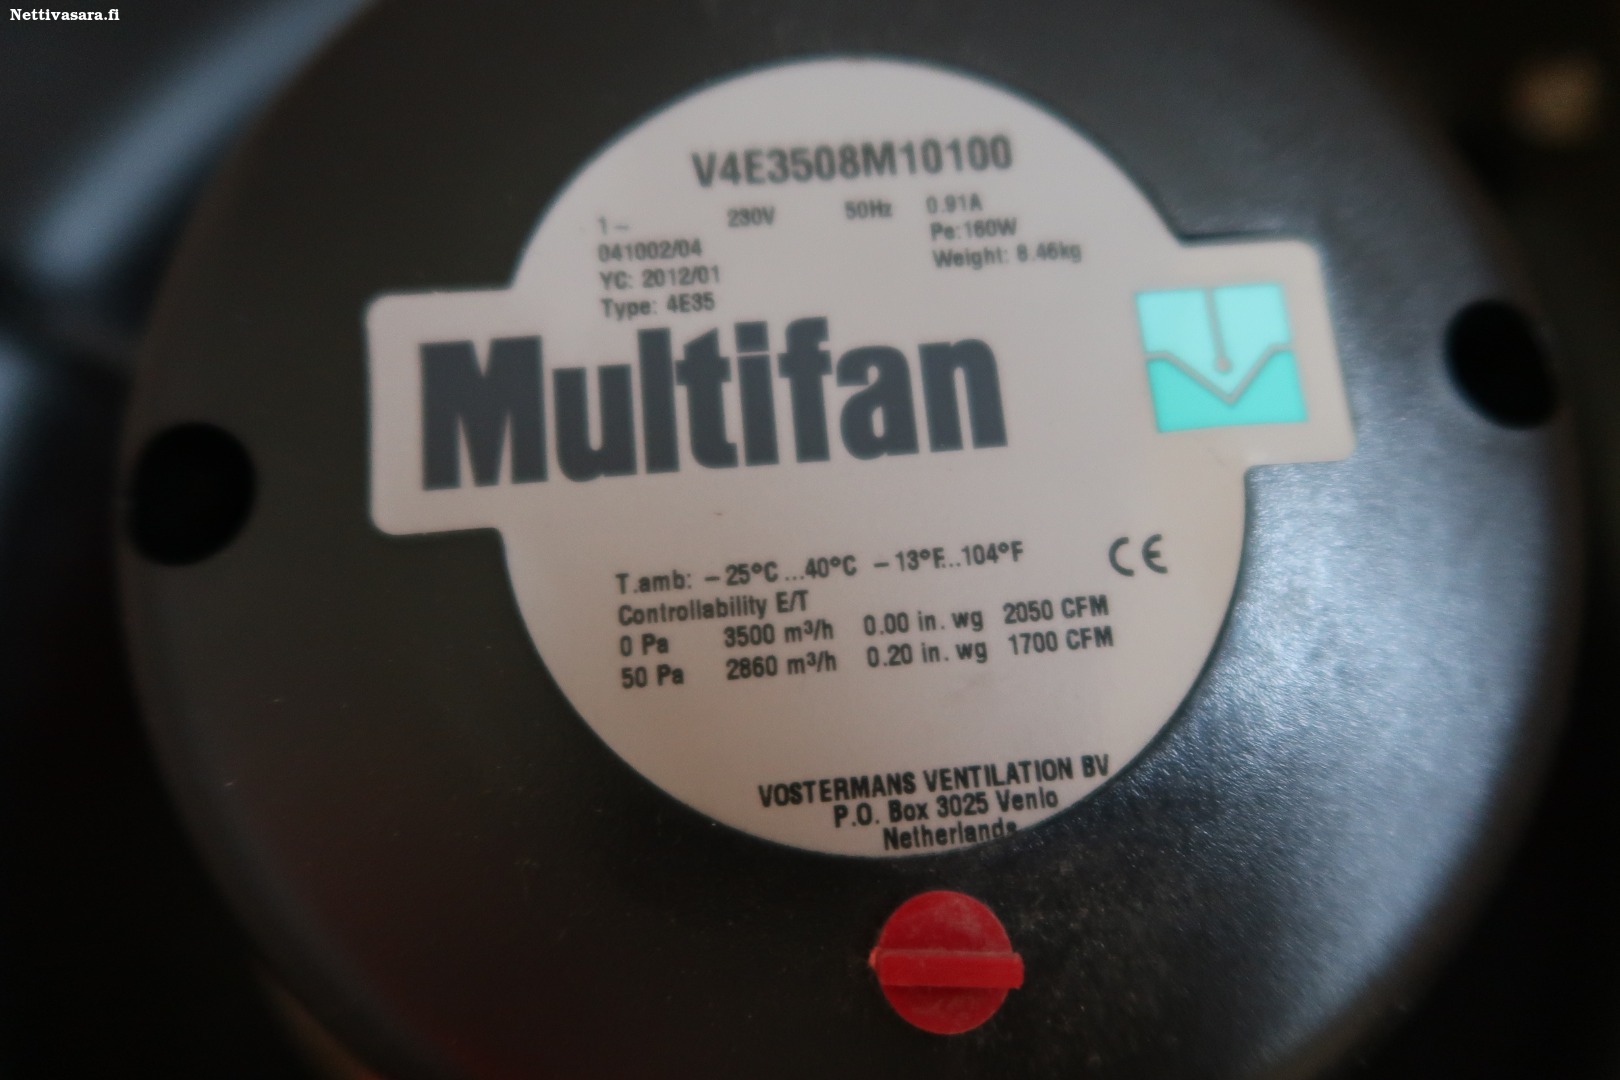 Nettivasara.fi
V4E3508M10100
1~ 230V 50Hz 0.91A
041002/04 Pe:160W
YC: 2012/01 Weight: 8.46kg
Type: 4E35
Multifan
T.amb: -25°C...40°C -13°F...104°F CE
Controllability E/T
0 Pa 3500 m³/h 0.00 in. wg 2050 CFM
50 Pa 2860 m³/h 0.20 in. wg 1700 CFM
VOSTERMANS VENTILATION BV
P.O. Box 3025 Venlo
Netherlands